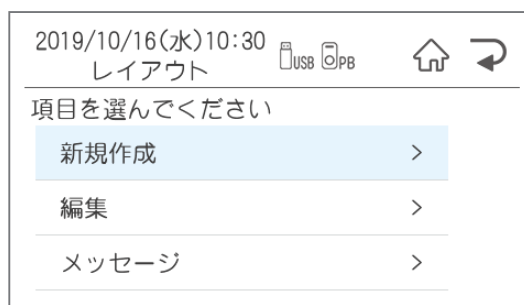 2019/10/16(水)10:30 USB PB
レイアウト
項目を選んでください
新規作成 >
編集 >
メッセージ >